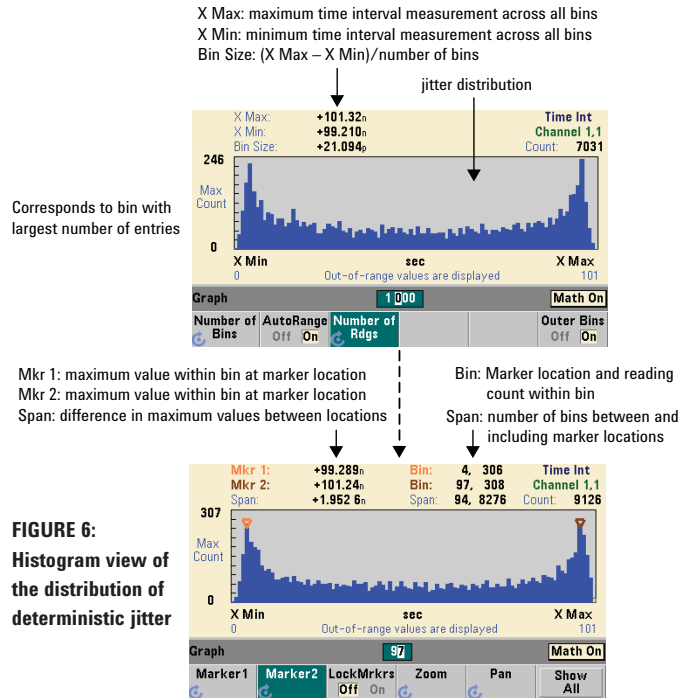 X Max: maximum time interval measurement across all bins
X Min: minimum time interval measurement across all bins
Bin Size: (X Max – X Min)/number of bins
jitter distribution
X Max: +101.32n Time Int
X Min: +99.210n Channel 1,1
Bin Size: +21.094p Count: 7031
246
Max
Count
0
Corresponds to bin with
largest number of entries
X Min sec X Max
0 Out-of-range values are displayed 101
Graph 1 000 Math On
Number of Bins AutoRange Off On Number of Rdgs Outer Bins Off On
Mkr 1: maximum value within bin at marker location
Mkr 2: maximum value within bin at marker location
Span: difference in maximum values between locations
Bin: Marker location and reading
count within bin
Span: number of bins between and
including marker locations
Mkr 1: +99.289n Bin: 4, 306 Time Int
Mkr 2: +101.24n Bin: 97, 308 Channel 1,1
Span: +1.952 6n Span: 94, 8276 Count: 9126
307
Max
Count
0
FIGURE 6:
Histogram view of
the distribution of
deterministic jitter
X Min sec X Max
0 Out-of-range values are displayed 101
Graph 97 Math On
Marker1 Marker2 LockMrkrs Off On Zoom Pan Show All